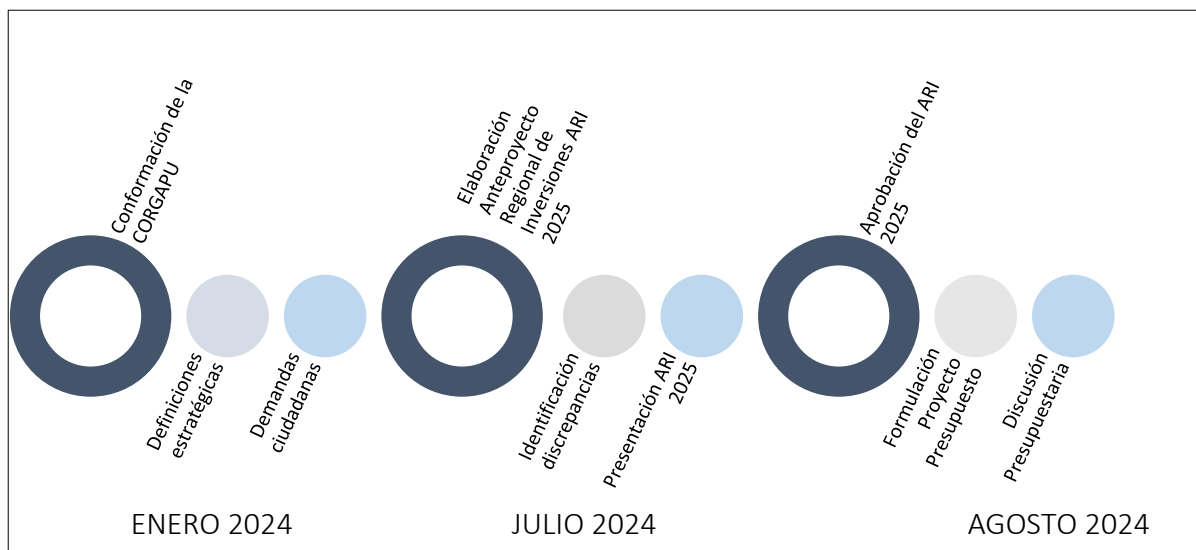 Conformación de la
CORGAPU
Definiciones
estratégicas
Demandas
ciudadanas
Elaboración
Anteproyecto
Regional de
Inversiones ARI
2025
Identificación
discrepancias
Presentación ARI
2025
Aprobación del ARI
2025
Formulación
Proyecto
Presupuesto
Discusión
Presupuestaria
ENERO 2024
JULIO 2024
AGOSTO 2024